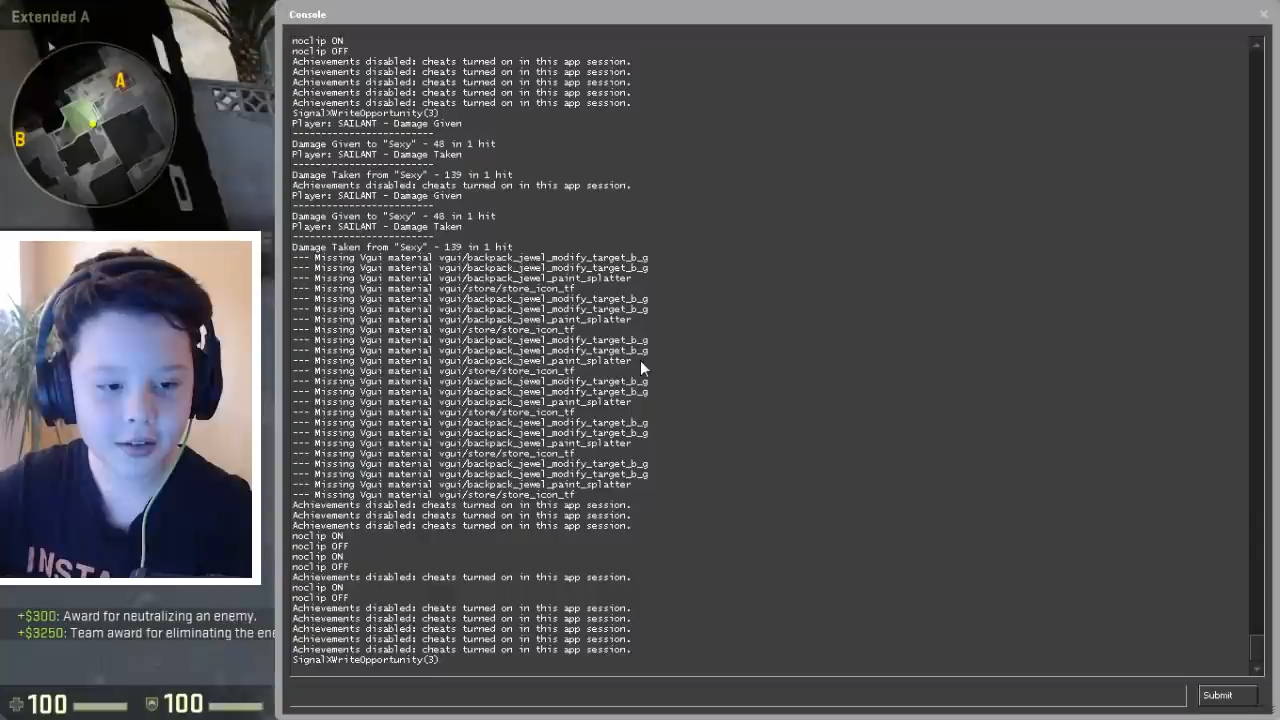 Extended A
A
B
Console
noclip ON
noclip OFF
Achievements disabled: cheats turned on in this app session.
Achievements disabled: cheats turned on in this app session.
Achievements disabled: cheats turned on in this app session.
Achievements disabled: cheats turned on in this app session.
Achievements disabled: cheats turned on in this app session.
SignalXWriteOpportunity(3)
Player: SAILANT - Damage Given
-------------------------
Damage Given to "Sexy" - 48 in 1 hit
Player: SAILANT - Damage Taken
-------------------------
Damage Taken from "Sexy" - 139 in 1 hit
Achievements disabled: cheats turned on in this app session.
Player: SAILANT - Damage Given
-------------------------
Damage Given to "Sexy" - 48 in 1 hit
Player: SAILANT - Damage Taken
-------------------------
Damage Taken from "Sexy" - 139 in 1 hit
--- Missing Vgui material vgui/backpack_jewel_modify_target_b_g
--- Missing Vgui material vgui/backpack_jewel_modify_target_b_g
--- Missing Vgui material vgui/backpack_jewel_paint_splatter
--- Missing Vgui material vgui/store/store_icon_tf
--- Missing Vgui material vgui/backpack_jewel_modify_target_b_g
--- Missing Vgui material vgui/backpack_jewel_modify_target_b_g
--- Missing Vgui material vgui/backpack_jewel_paint_splatter
--- Missing Vgui material vgui/store/store_icon_tf
--- Missing Vgui material vgui/backpack_jewel_modify_target_b_g
--- Missing Vgui material vgui/backpack_jewel_modify_target_b_g
--- Missing Vgui material vgui/backpack_jewel_paint_splatter
--- Missing Vgui material vgui/store/store_icon_tf
--- Missing Vgui material vgui/backpack_jewel_modify_target_b_g
--- Missing Vgui material vgui/backpack_jewel_modify_target_b_g
--- Missing Vgui material vgui/backpack_jewel_paint_splatter
--- Missing Vgui material vgui/store/store_icon_tf
--- Missing Vgui material vgui/backpack_jewel_modify_target_b_g
--- Missing Vgui material vgui/backpack_jewel_modify_target_b_g
--- Missing Vgui material vgui/backpack_jewel_paint_splatter
--- Missing Vgui material vgui/store/store_icon_tf
--- Missing Vgui material vgui/backpack_jewel_modify_target_b_g
--- Missing Vgui material vgui/backpack_jewel_modify_target_b_g
--- Missing Vgui material vgui/backpack_jewel_paint_splatter
--- Missing Vgui material vgui/store/store_icon_tf
Achievements disabled: cheats turned on in this app session.
Achievements disabled: cheats turned on in this app session.
Achievements disabled: cheats turned on in this app session.
noclip ON
noclip OFF
noclip ON
noclip OFF
Achievements disabled: cheats turned on in this app session.
noclip ON
noclip OFF
Achievements disabled: cheats turned on in this app session.
Achievements disabled: cheats turned on in this app session.
Achievements disabled: cheats turned on in this app session.
Achievements disabled: cheats turned on in this app session.
Achievements disabled: cheats turned on in this app session.
SignalXWriteOpportunity(3)
Submit
INSTA
+$300: Award for neutralizing an enemy.
+$3250: Team award for eliminating the ene
100
100